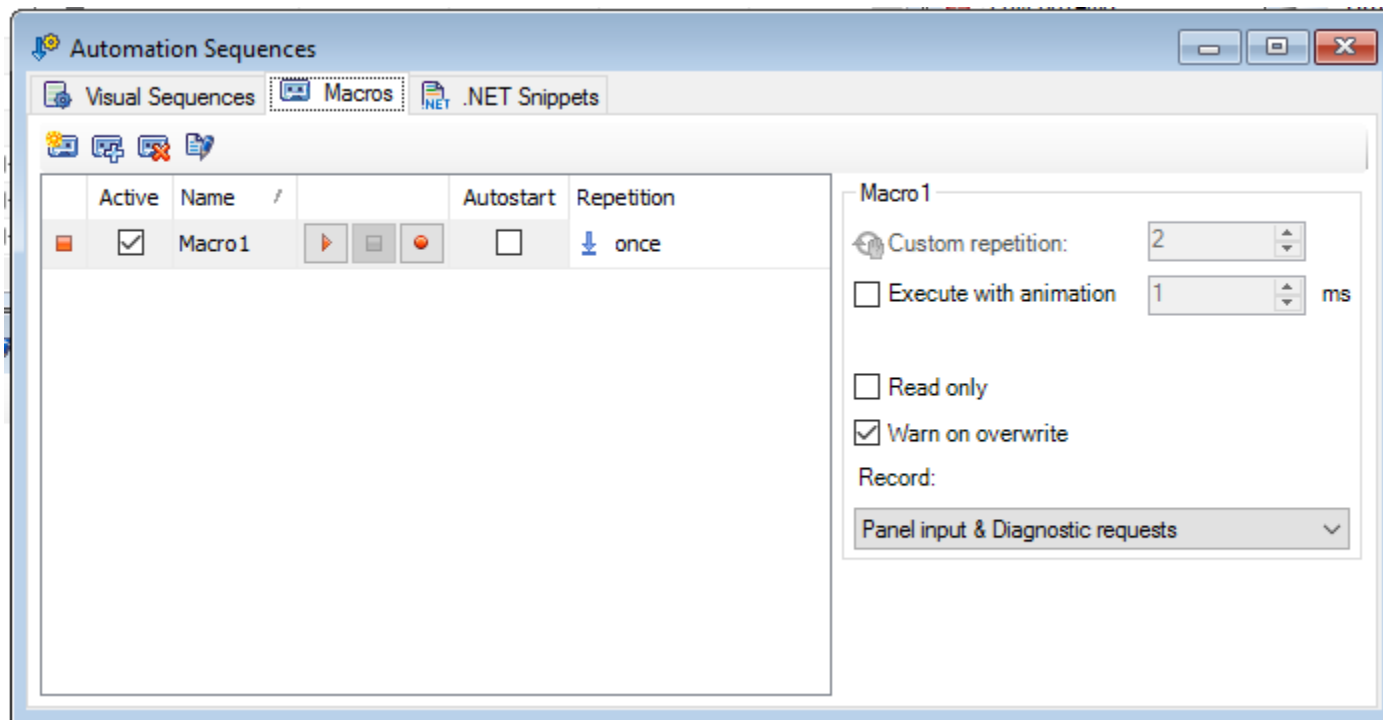 Automation Sequences
Visual Sequences Macros .NET .NET Snippets
Active Name Autostart Repetition
Macro1 once
Macro1
Custom repetition: 2
Execute with animation 1 ms
Read only
Warn on overwrite
Record:
Panel input & Diagnostic requests